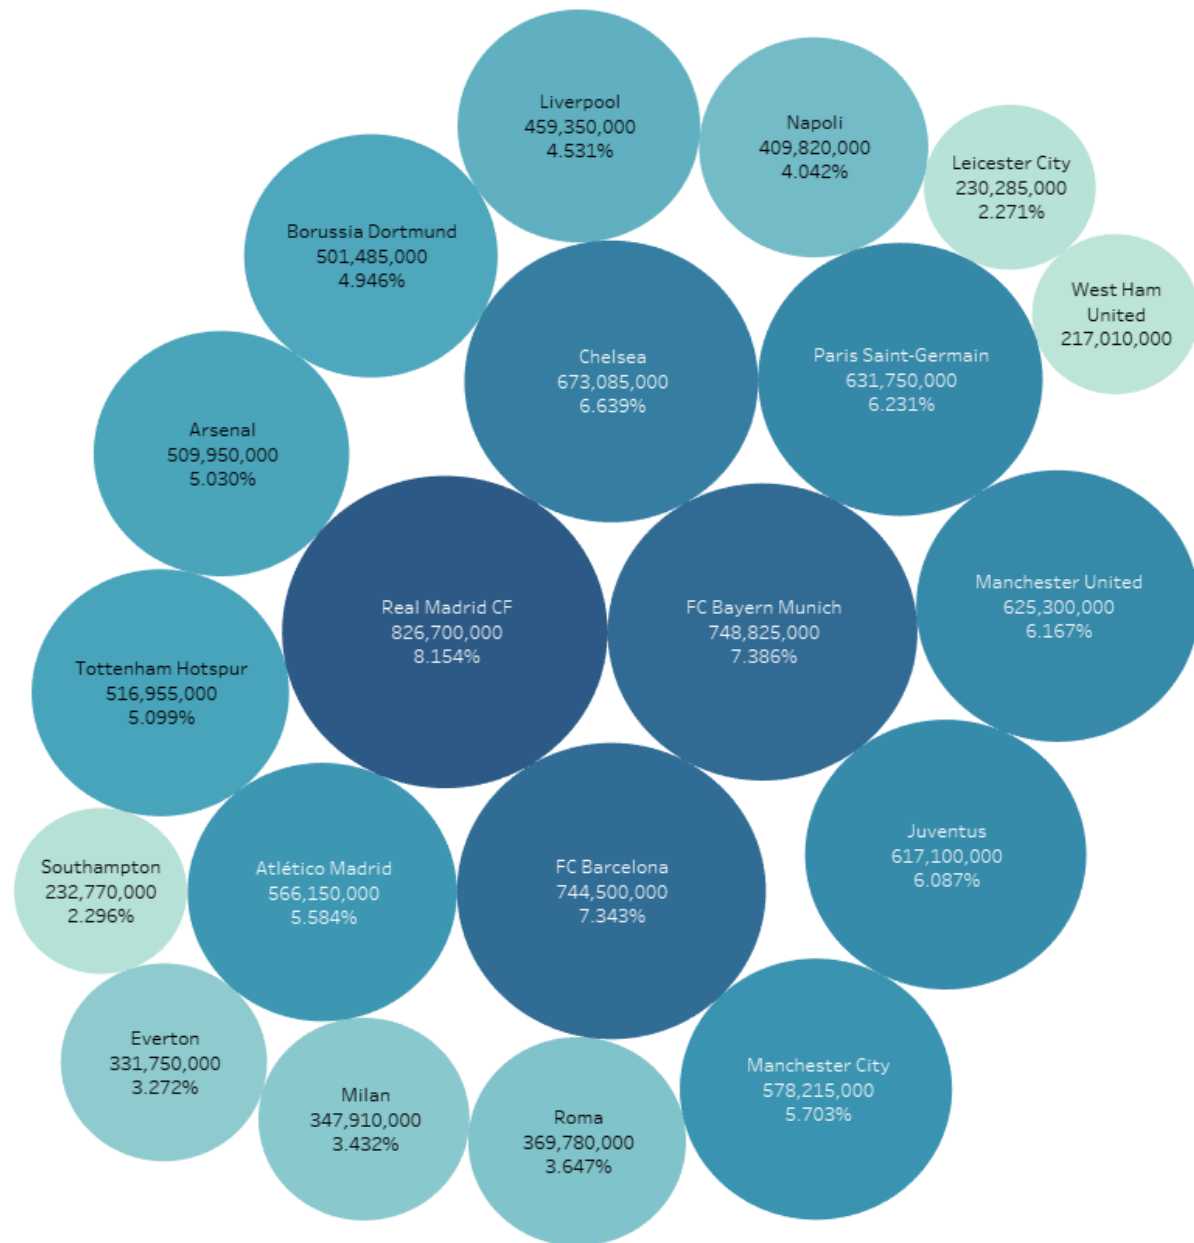 Liverpool
459,350,000
4.531%
Napoli
409,820,000
4.042%
Leicester City
230,285,000
2.271%
Borussia Dortmund
501,485,000
4.946%
West Ham
United
217,010,000
Chelsea
673,085,000
6.639%
Paris Saint-Germain
631,750,000
6.231%
Arsenal
509,950,000
5.030%
Real Madrid CF
826,700,000
8.154%
FC Bayern Munich
748,825,000
7.386%
Manchester United
625,300,000
6.167%
Tottenham Hotspur
516,955,000
5.099%
Southampton
232,770,000
2.296%
Atlético Madrid
566,150,000
5.584%
FC Barcelona
744,500,000
7.343%
Juventus
617,100,000
6.087%
Everton
331,750,000
3.272%
Milan
347,910,000
3.432%
Roma
369,780,000
3.647%
Manchester City
578,215,000
5.703%